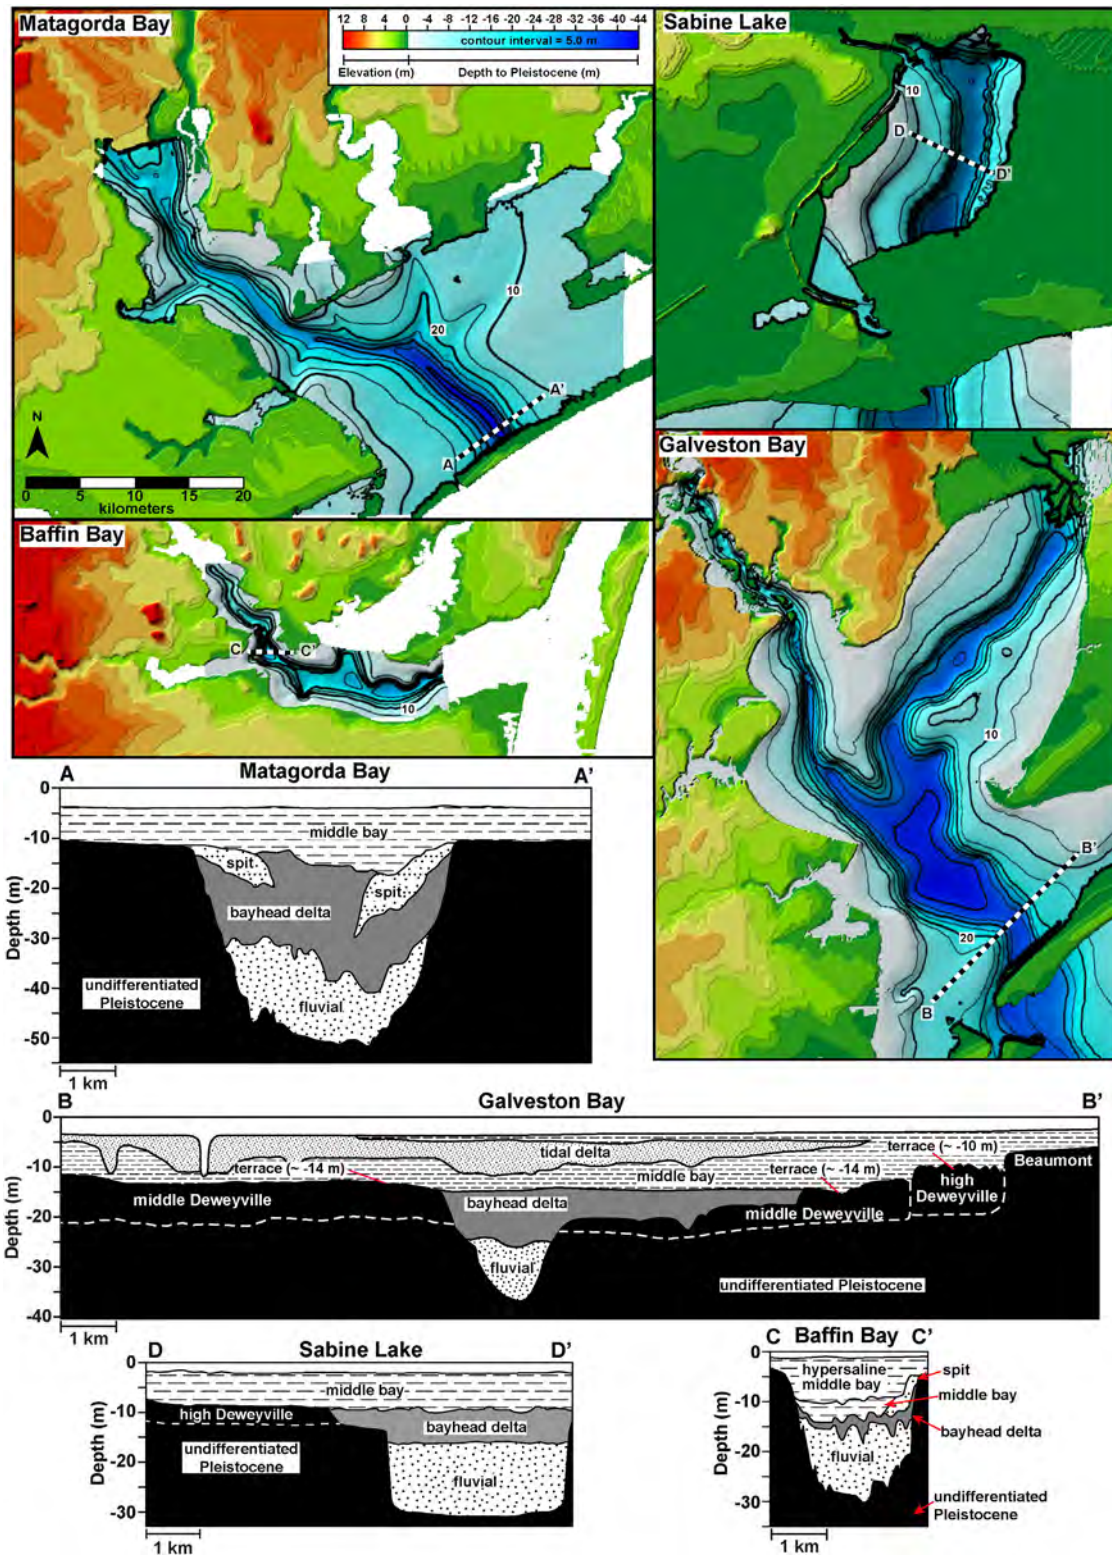 Matagorda Bay
12 8 4 0 -4 -8 -12 -16 -20 -24 -28 -32 -36 -40 -44
contour interval = 5.0 m
Elevation (m) Depth to Pleistocene (m)
10
20
A'
A
N
0 5 10 15 20
kilometers
Sabine Lake
10
D
D'
Baffin Bay
C C'
10
Galveston Bay
10
B'
20
B
A Matagorda Bay A'
0
-10
-20
-30
-40
-50
Depth (m)
middle bay
spit
spit
bayhead delta
undifferentiated
Pleistocene
fluvial
1 km
B Galveston Bay B'
0
-10
-20
-30
-40
Depth (m)
tidal delta
terrace (~ -10 m)
terrace (~ -14 m)
middle bay
terrace (~ -14 m)
Beaumont
high
Deweyville
middle Deweyville
bayhead delta
middle Deweyville
fluvial
undifferentiated Pleistocene
1 km
D Sabine Lake D'
0
-10
-20
-30
Depth (m)
middle bay
high Deweyville
bayhead delta
undifferentiated
Pleistocene
fluvial
1 km
C Baffin Bay C'
0
-10
-20
-30
Depth (m)
hypersaline
middle bay
spit
middle bay
bayhead delta
fluvial
undifferentiated
Pleistocene
1 km